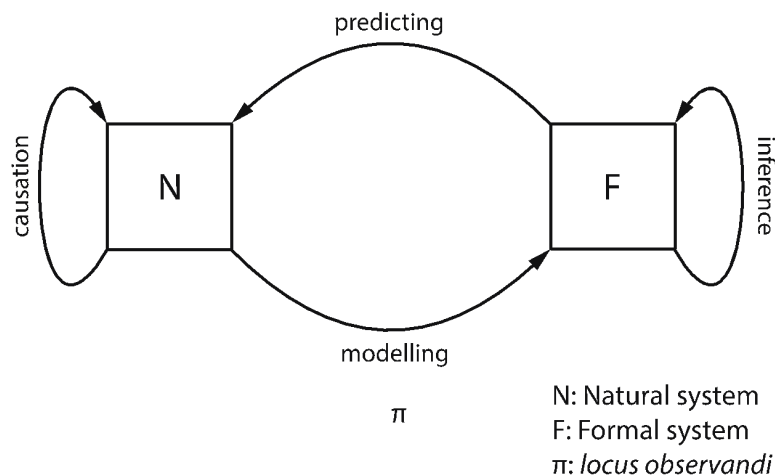 predicting
causation
N
F
inference
modelling
π
N: Natural system
F: Formal system
π: locus observandi